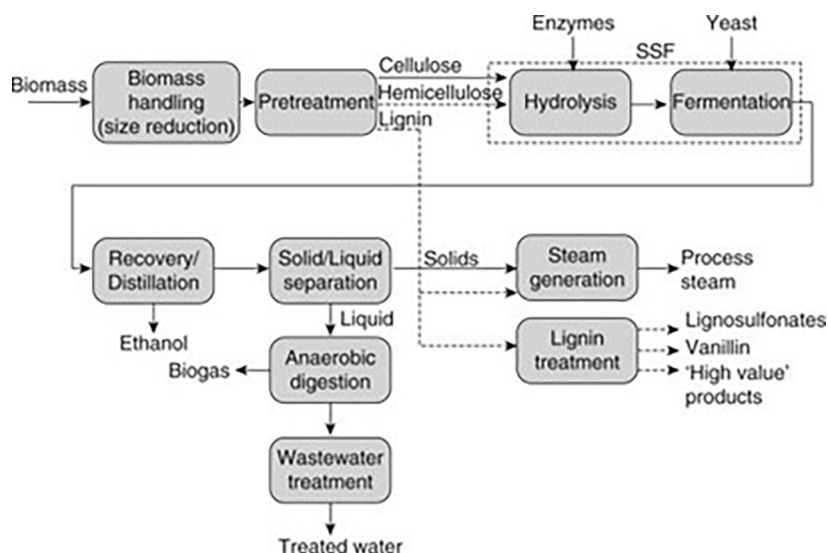 Enzymes
Yeast
SSF
Biomass
Biomass
handling
(size reduction)
Pretreatment
Cellulose
Hemicellulose
Lignin
Hydrolysis
Fermentation
Recovery/
Distillation
Solid/Liquid
separation
Solids
Steam
generation
Process
steam
Ethanol
Liquid
Lignin
treatment
Lignosulfonates
Vanillin
‘High value’
products
Biogas
Anaerobic
digestion
Wastewater
treatment
Treated water